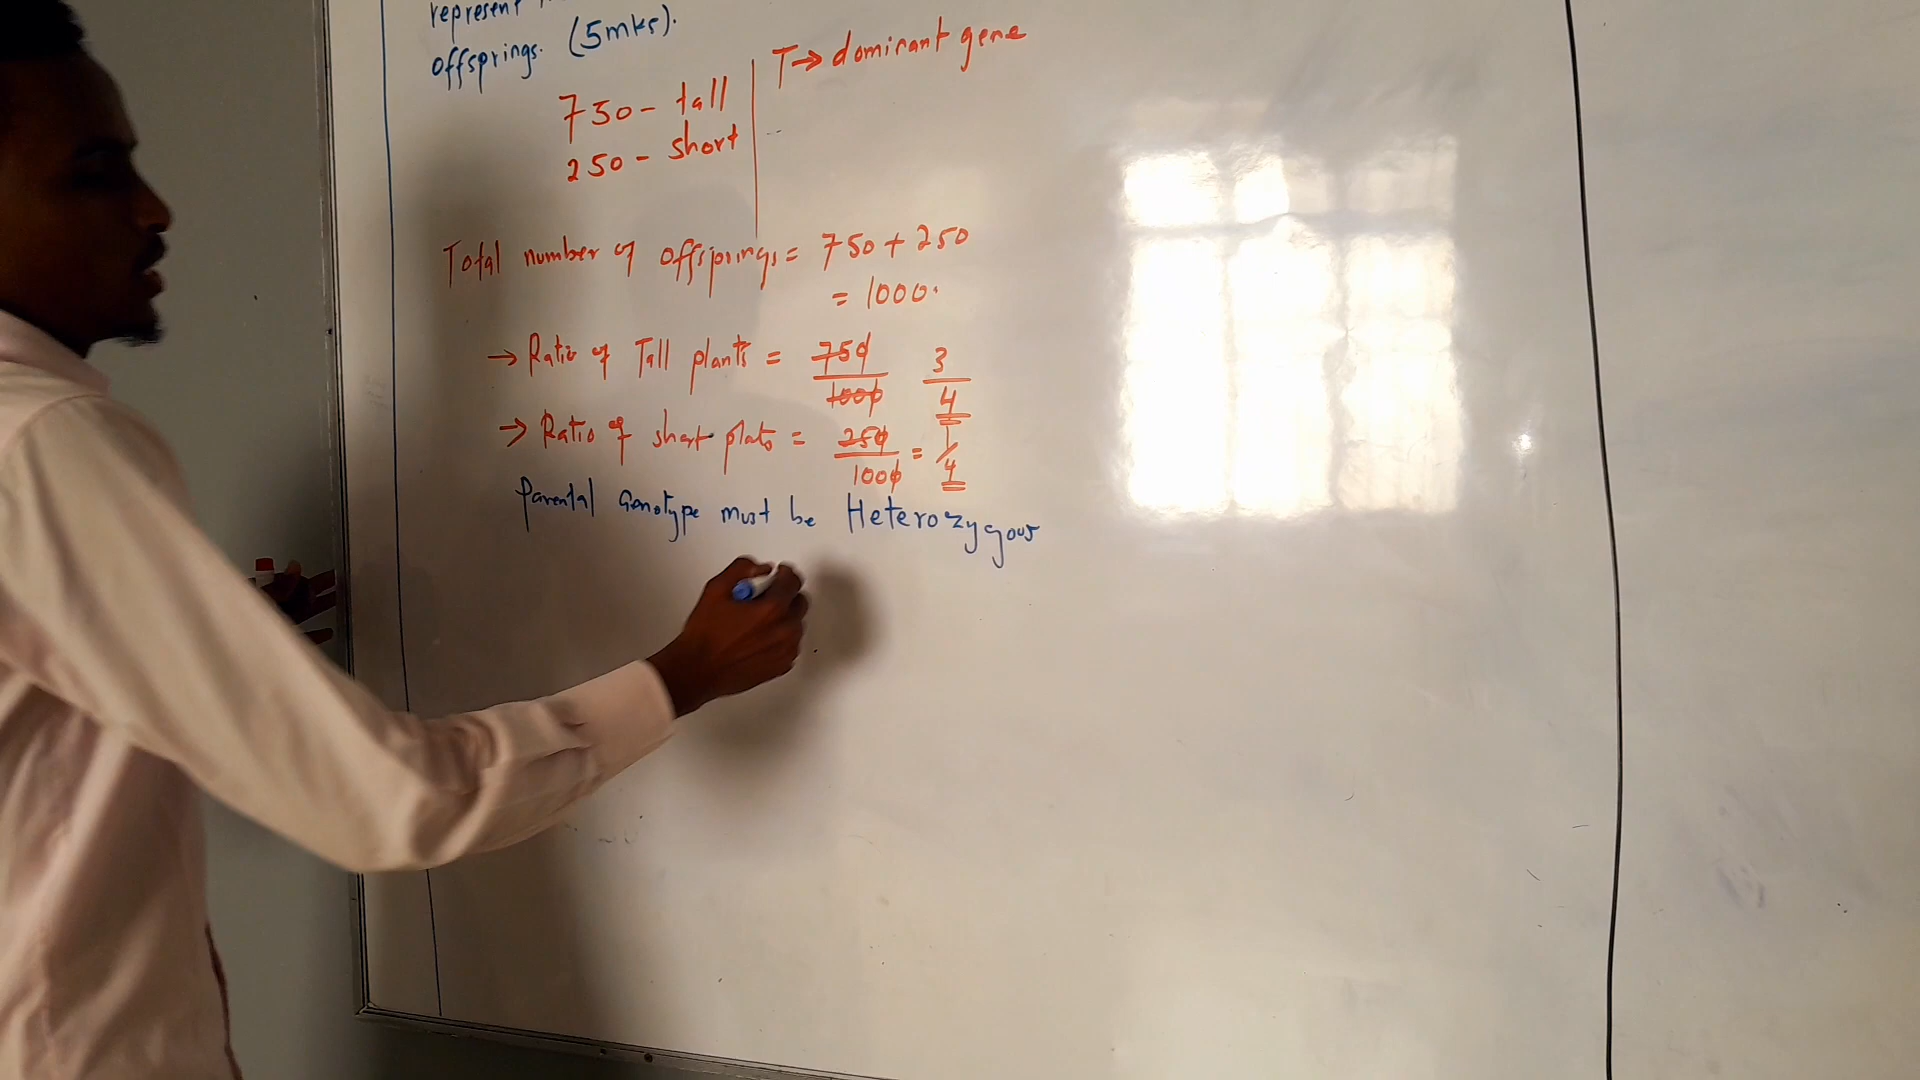 represent
offsprings. (5mks).
750 - tall
250 - short
T → dominant gene
Total number of offsprings = 750 + 250
= 1000.
→ Ratio of Tall plants = 750/1000 3/4
→ Ratio of short plats = 250/1000 = 1/4
Parental Genotype must be Heterozygous